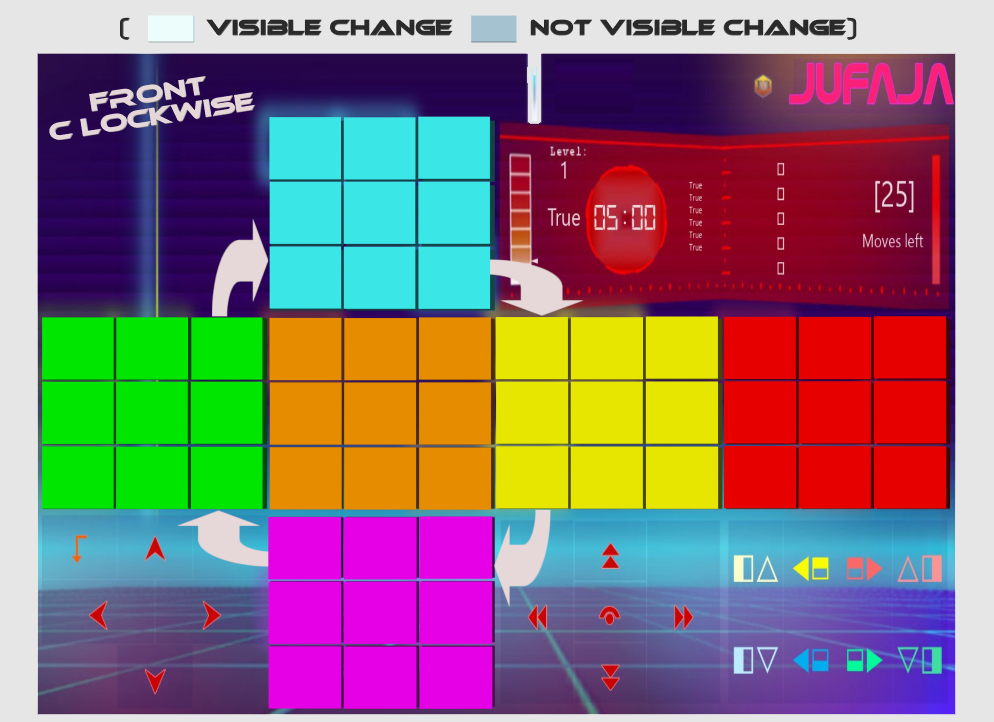 ( VISIBLE CHANGE NOT VISIBLE CHANGE)
FRONT
C LOCKWISE
JUFAJA
Level:
1
True
05:00
True
True
True
True
True
True
[25]
Moves left